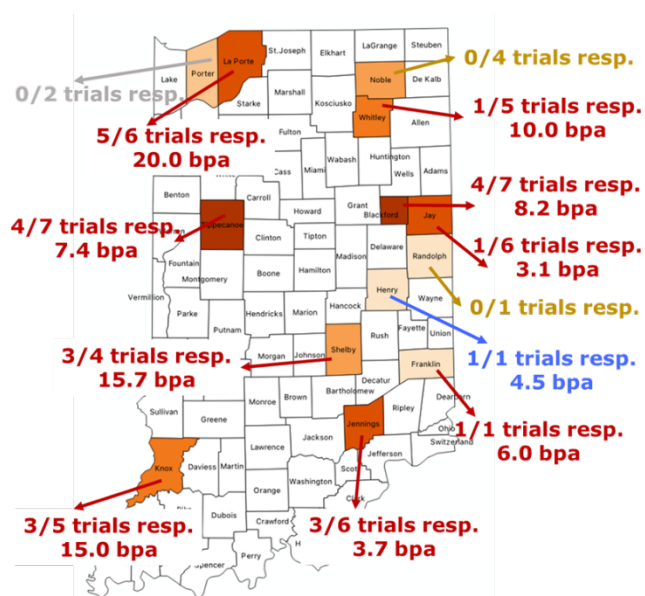 St.Joseph
Elkhart
LaGrange
Steuben
La Porte
Porter
Lake
0/2 trials resp.
0/4 trials resp.
Noble
De Kalb
Marshall
Starke
Kosciusko
Whitley
Allen
1/5 trials resp.
10.0 bpa
5/6 trials resp.
20.0 bpa
Fulton
Wabash
Huntington
Miami
Cass
Wells
Adams
Benton
Carroll
Howard
Grant
Blackford
Jay
4/7 trials resp.
8.2 bpa
4/7 trials resp.
7.4 bpa
Clinton
Tipton
Delaware
Randolph
1/6 trials resp.
3.1 bpa
Fountain
Montgomery
Boone
Hamilton
Madison
Henry
Wayne
0/1 trials resp.
Vermillion
Parke
Putnam
Hendricks
Marion
Hancock
Rush
Fayette
Union
1/1 trials resp.
4.5 bpa
3/4 trials resp.
15.7 bpa
Morgan
Johnson
Shelby
Franklin
Decatur
Bartholomew
Monroe
Brown
Sullivan
Greene
Jennings
Ripley
Dearborn
Ohio
Switzerland
1/1 trials resp.
6.0 bpa
Lawrence
Jackson
Jefferson
Knox
Daviess
Martin
Orange
Washington
Scot
3/5 trials resp.
15.0 bpa
3/6 trials resp.
3.7 bpa
Dubois
Crawford
H
Perry